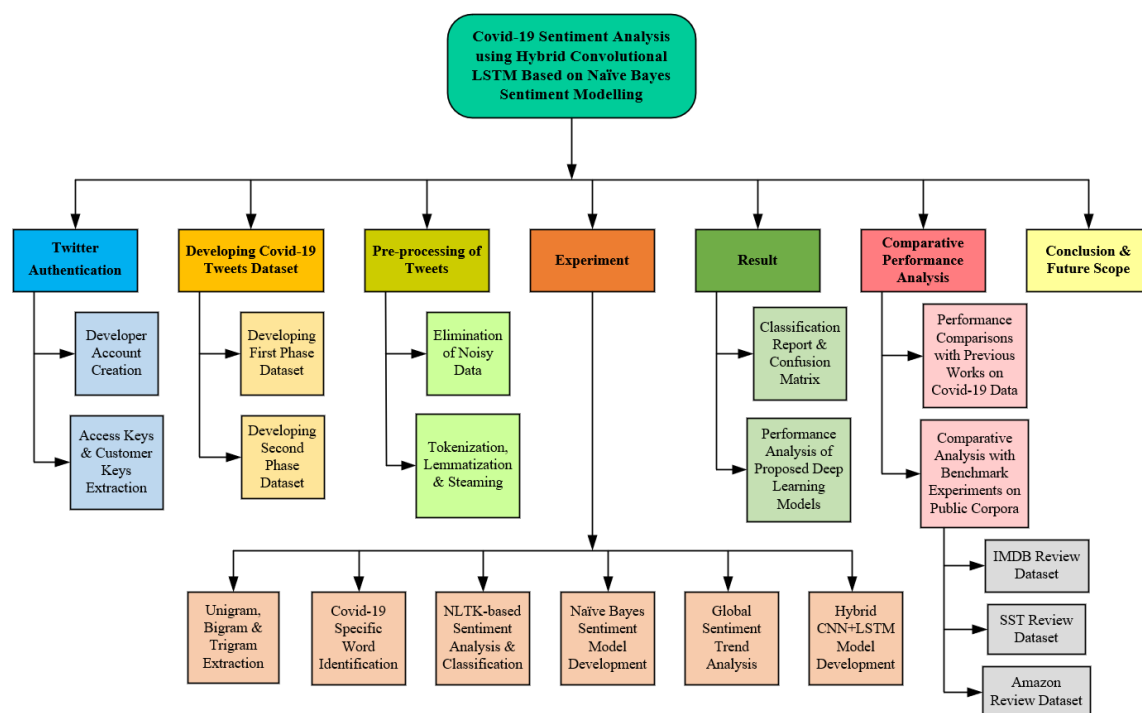 Covid-19 Sentiment Analysis
using Hybrid Convolutional
LSTM Based on Naïve Bayes
Sentiment Modelling
Twitter
Authentication
Developing Covid-19
Tweets Dataset
Pre-processing of
Tweets
Experiment
Result
Comparative
Performance
Analysis
Conclusion &
Future Scope
Developer
Account
Creation
Access Keys
& Customer
Keys
Extraction
Developing
First Phase
Dataset
Developing
Second
Phase
Dataset
Elimination
of Noisy
Data
Tokenization,
Lemmatization
& Steaming
Classification
Report &
Confusion
Matrix
Performance
Analysis of
Proposed Deep
Learning
Models
Performance
Comparisons
with Previous
Works on
Covid-19 Data
Comparative
Analysis with
Benchmark
Experiments on
Public Corpora
IMDB Review
Dataset
SST Review
Dataset
Amazon
Review Dataset
Unigram,
Bigram &
Trigram
Extraction
Covid-19
Specific
Word
Identification
NLTK-based
Sentiment
Analysis &
Classification
Naïve Bayes
Sentiment
Model
Development
Global
Sentiment
Trend
Analysis
Hybrid
CNN+LSTM
Model
Development